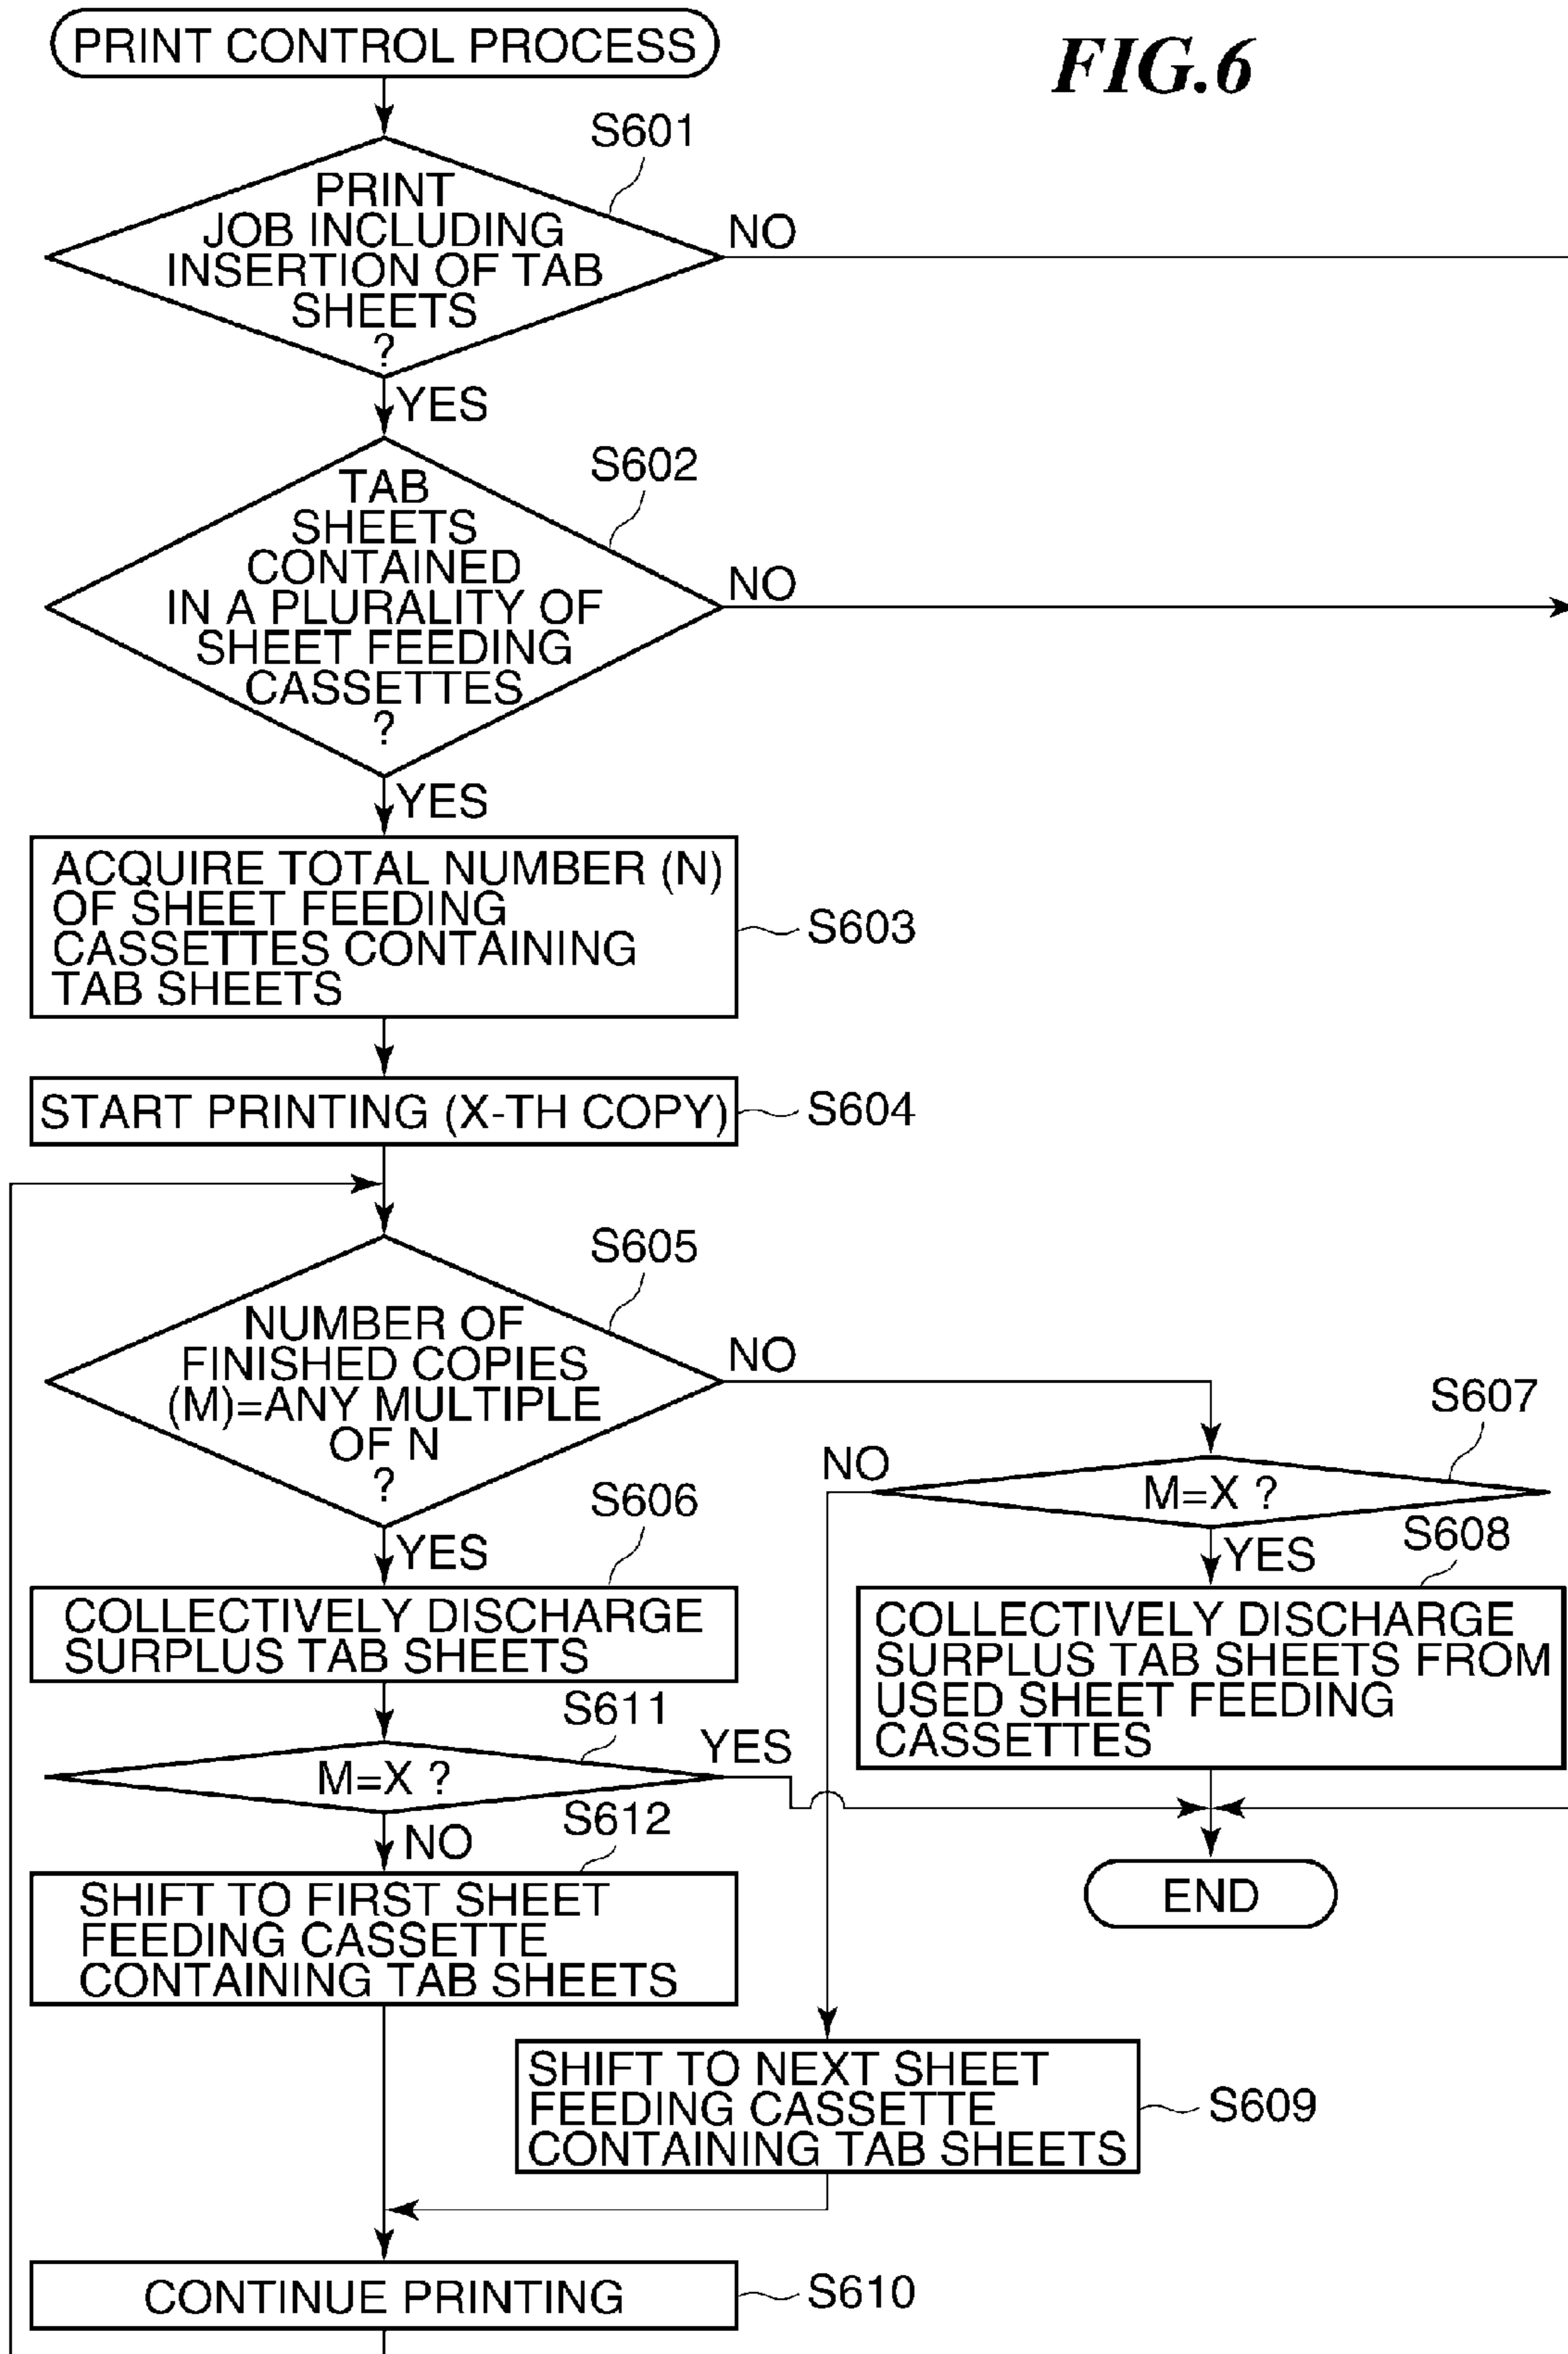 PRINT CONTROL PROCESS
FIG.6
S601
PRINT
JOB INCLUDING
INSERTION OF TAB
SHEETS
?
NO
YES
S602
TAB
SHEETS
CONTAINED
IN A PLURALITY OF
SHEET FEEDING
CASSETTES
?
NO
YES
ACQUIRE TOTAL NUMBER (N)
OF SHEET FEEDING
CASSETTES CONTAINING
TAB SHEETS
S603
START PRINTING (X-TH COPY)
S604
S605
NUMBER OF
FINISHED COPIES
(M)=ANY MULTIPLE
OF N
?
NO
YES
S607
M=X ?
NO
YES
S606
COLLECTIVELY DISCHARGE
SURPLUS TAB SHEETS
S608
COLLECTIVELY DISCHARGE
SURPLUS TAB SHEETS FROM
USED SHEET FEEDING
CASSETTES
S611
M=X ?
YES
NO
S612
SHIFT TO FIRST SHEET
FEEDING CASSETTE
CONTAINING TAB SHEETS
END
SHIFT TO NEXT SHEET
FEEDING CASSETTE
CONTAINING TAB SHEETS
S609
CONTINUE PRINTING
S610